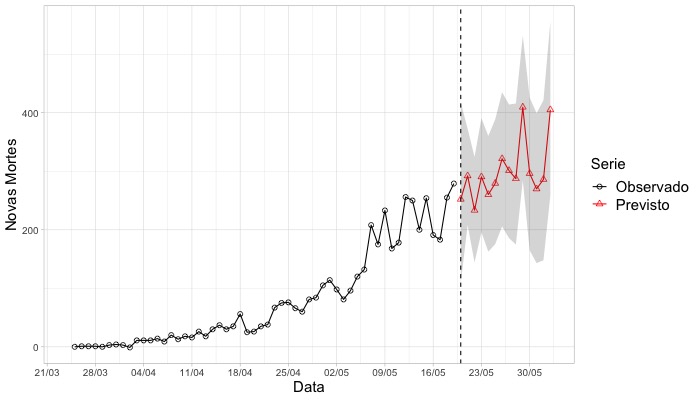 Novas Mortes
400
200
0
21/03 28/03 04/04 11/04 18/04 25/04 02/05 09/05 16/05 23/05 30/05
Data
Serie
Observado
Previsto